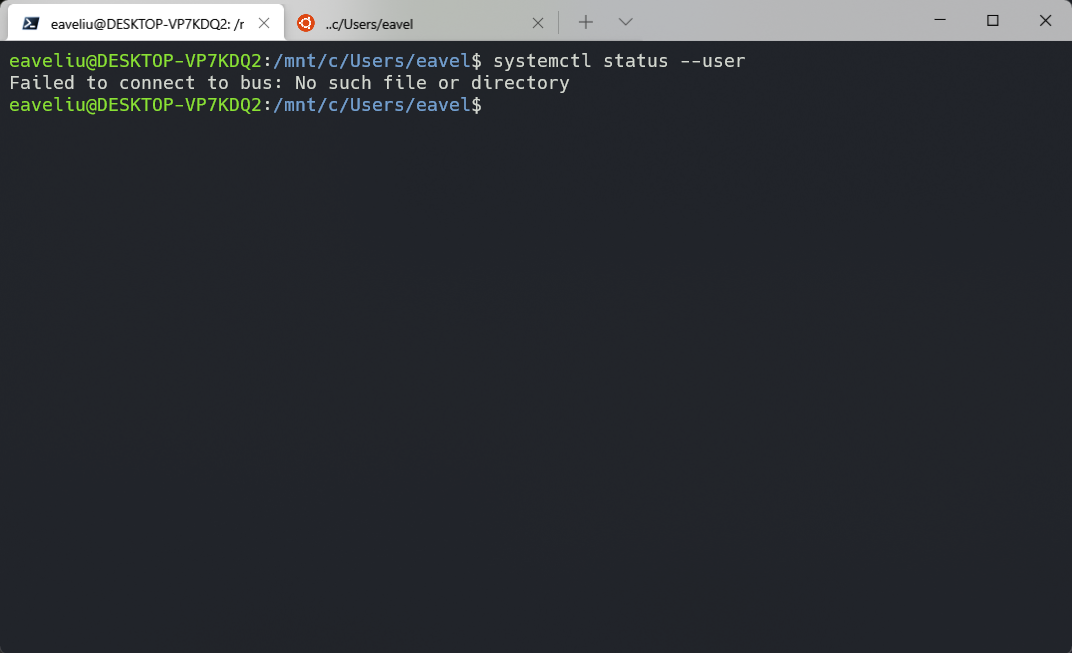 eaveliu@DESKTOP-VP7KDQ2: /r
..c/Users/eavel
eaveliu@DESKTOP-VP7KDQ2:/mnt/c/Users/eavel$ systemctl status --user
Failed to connect to bus: No such file or directory
eaveliu@DESKTOP-VP7KDQ2:/mnt/c/Users/eavel$